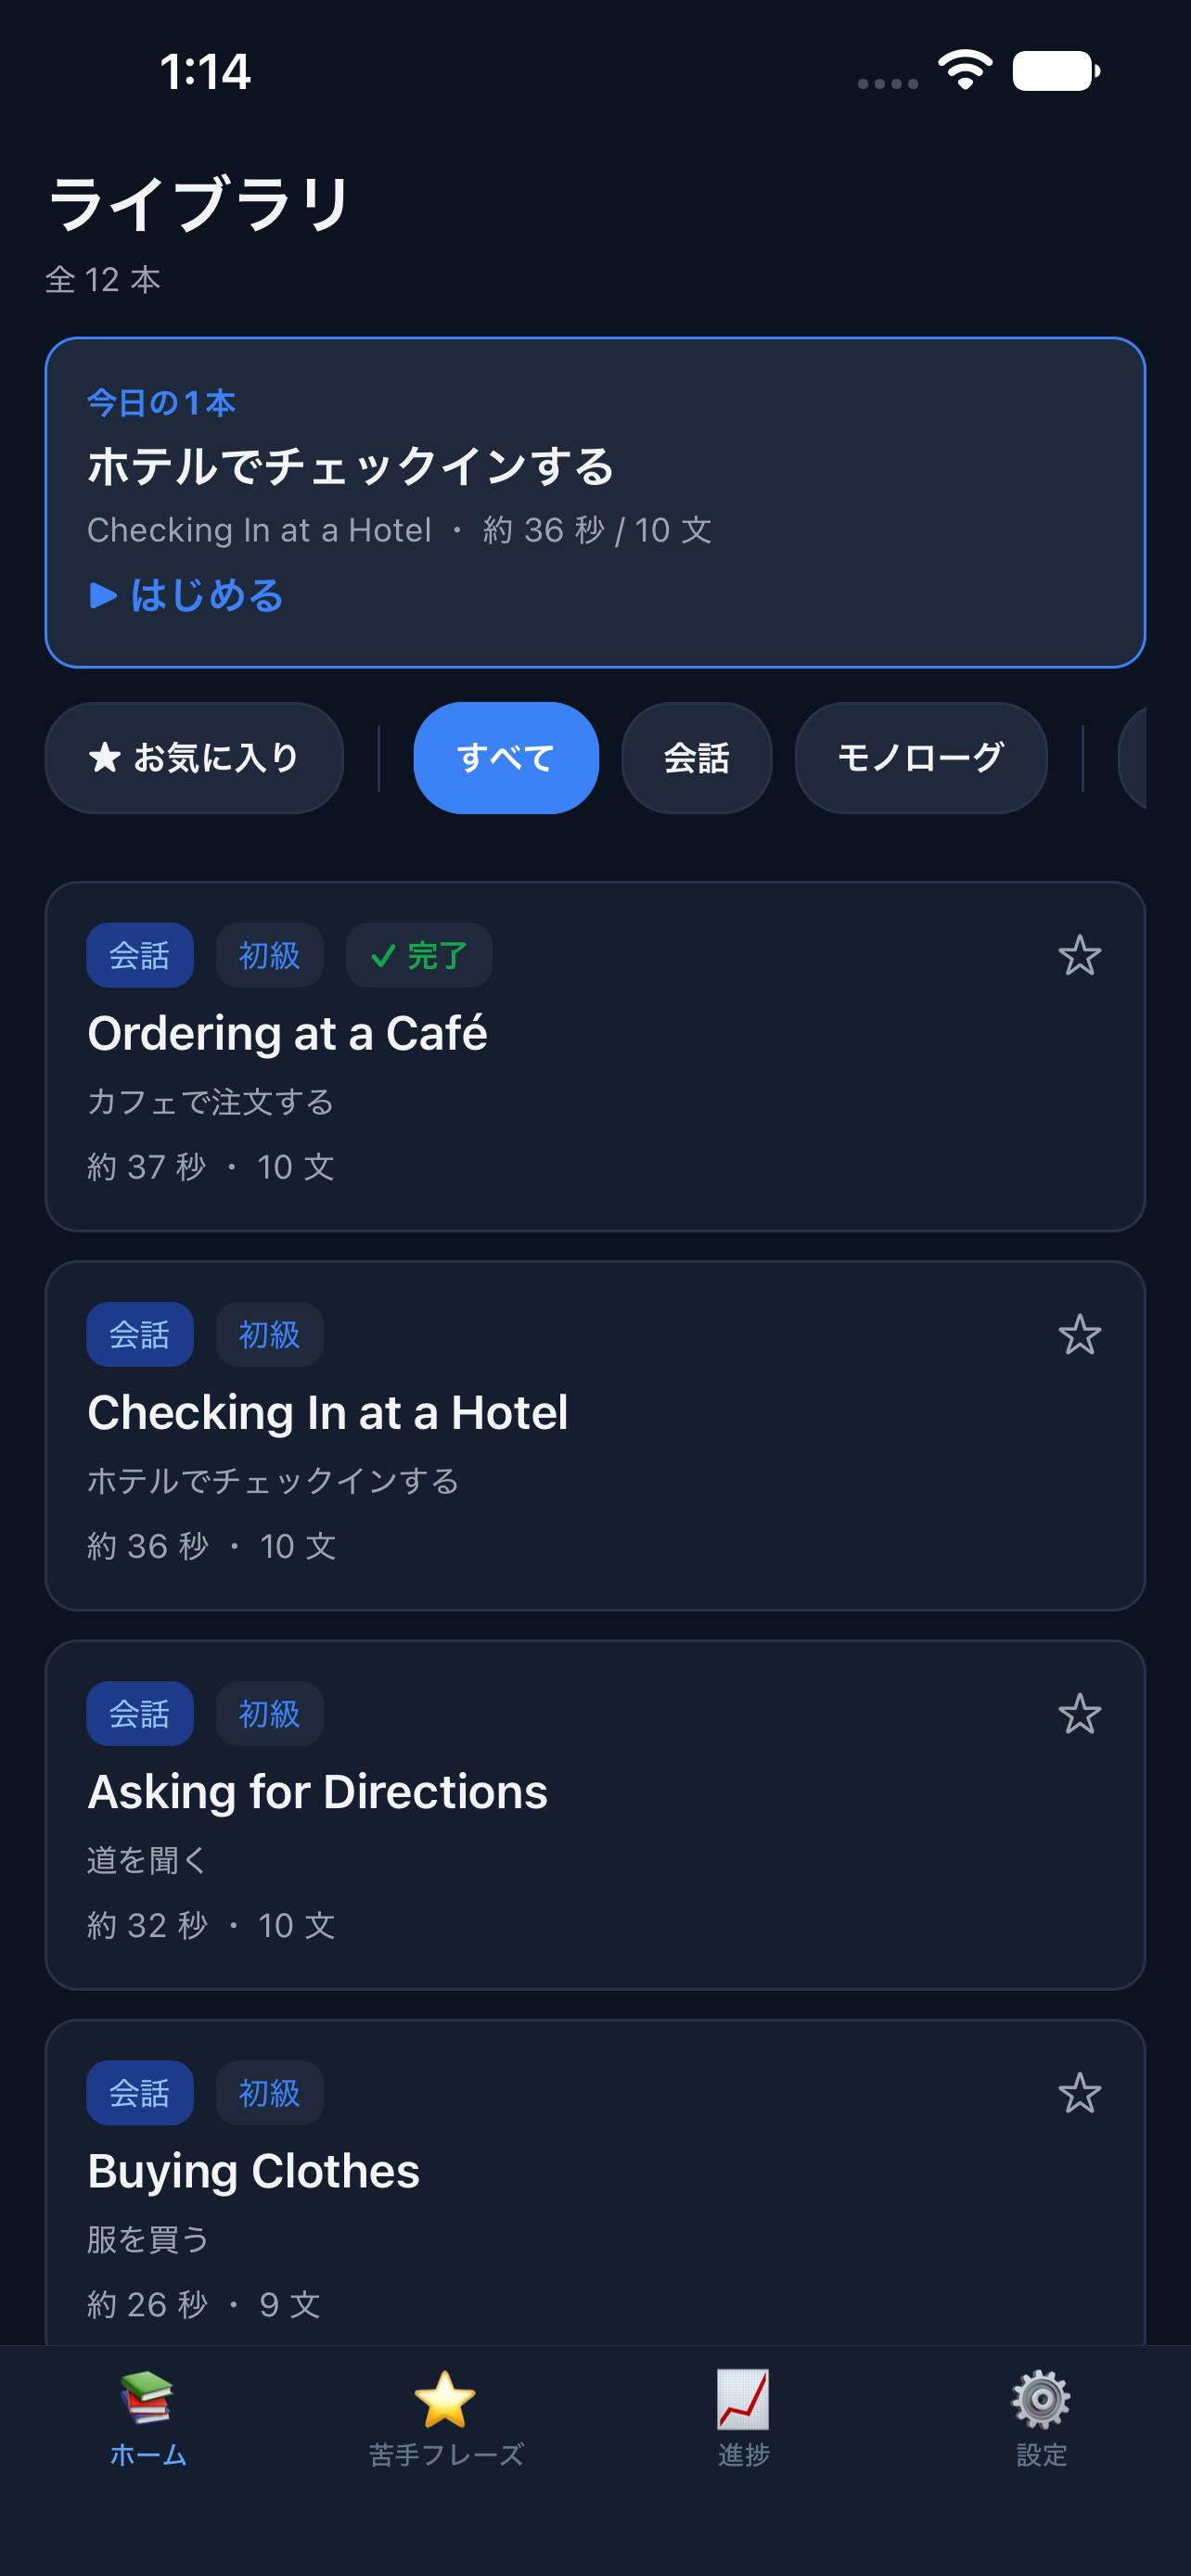 1:14
ライブラリ
全 12 本
今日の1本
ホテルでチェックインする
Checking In at a Hotel ・ 約 36 秒 / 10 文
▶ はじめる
★ お気に入り
すべて
会話
モノローグ
会話 初級 ✓ 完了
Ordering at a Café
カフェで注文する
約 37 秒 ・ 10 文
会話 初級
Checking In at a Hotel
ホテルでチェックインする
約 36 秒 ・ 10 文
会話 初級
Asking for Directions
道を聞く
約 32 秒 ・ 10 文
会話 初級
Buying Clothes
服を買う
約 26 秒 ・ 9 文
ホーム
苦手フレーズ
進捗
設定